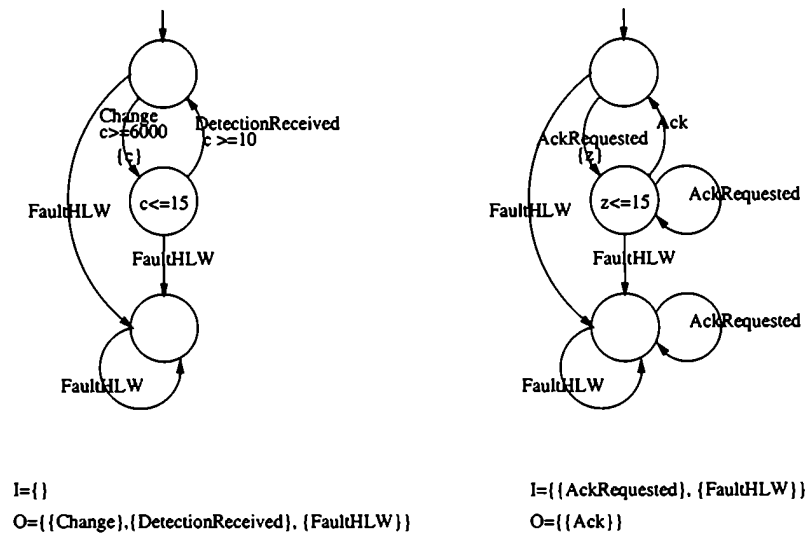 Change
c>=6000
{c}
DetectionReceived
c >=10
FaultHLW
c<=15
FaultHLW
FaultHLW
I={}
O={{Change},{DetectionReceived}, {FaultHLW}}
AckRequested
{z}
Ack
FaultHLW
z<=15
AckRequested
FaultHLW
AckRequested
FaultHLW
I={{AckRequested}, {FaultHLW}}
O={{Ack}}